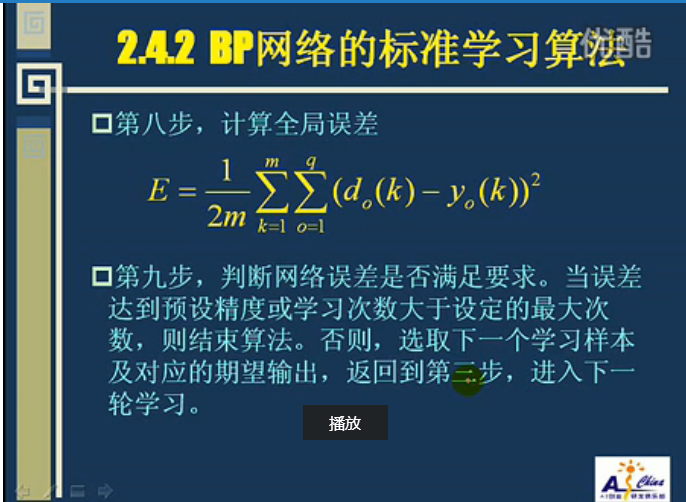 2.4.2 BP网络的标准学习算法
优酷
第八步，计算全局误差
E = \frac{1}{2m} \sum_{k=1}^{m} \sum_{o=1}^{q} (d_o(k) - y_o(k))^2
第九步，判断网络误差是否满足要求。当误差
达到预设精度或学习次数大于设定的最大次
数，则结束算法。否则，选取下一个学习样本
及对应的期望输出，返回到第三步，进入下一
轮学习。
播放
China